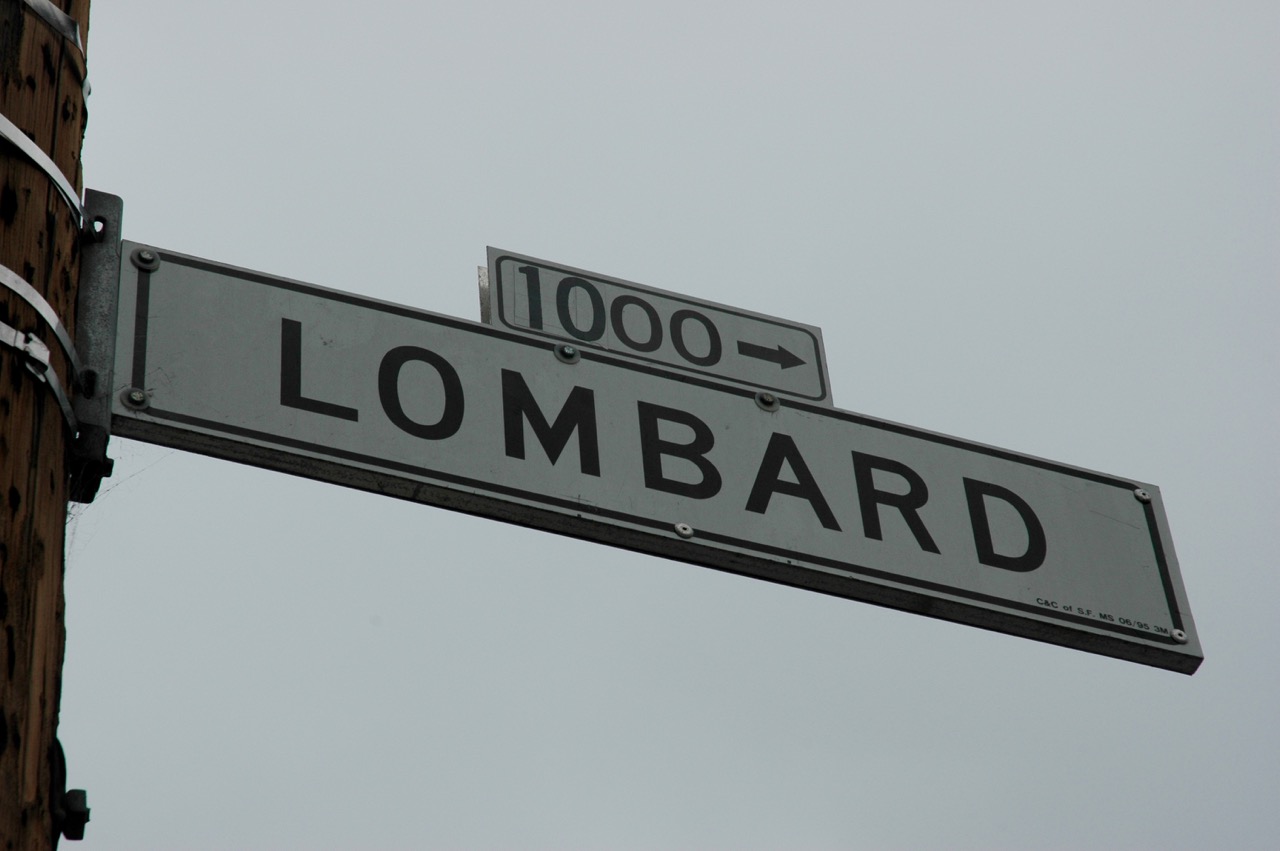 1000 →
LOMBARD
C&C of S.F. MS 06/95 3M